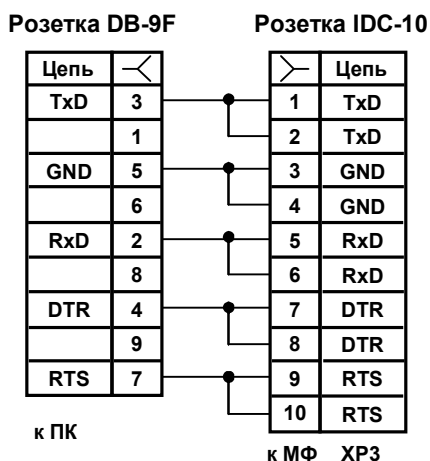 Розетка DB-9F Розетка IDC-10
Цепь Цепь
TxD 3 1 TxD
1 2 TxD
GND 5 3 GND
6 4 GND
RxD 2 5 RxD
8 6 RxD
DTR 4 7 DTR
9 8 DTR
RTS 7 9 RTS
10 RTS
к ПК
к МФ XP3